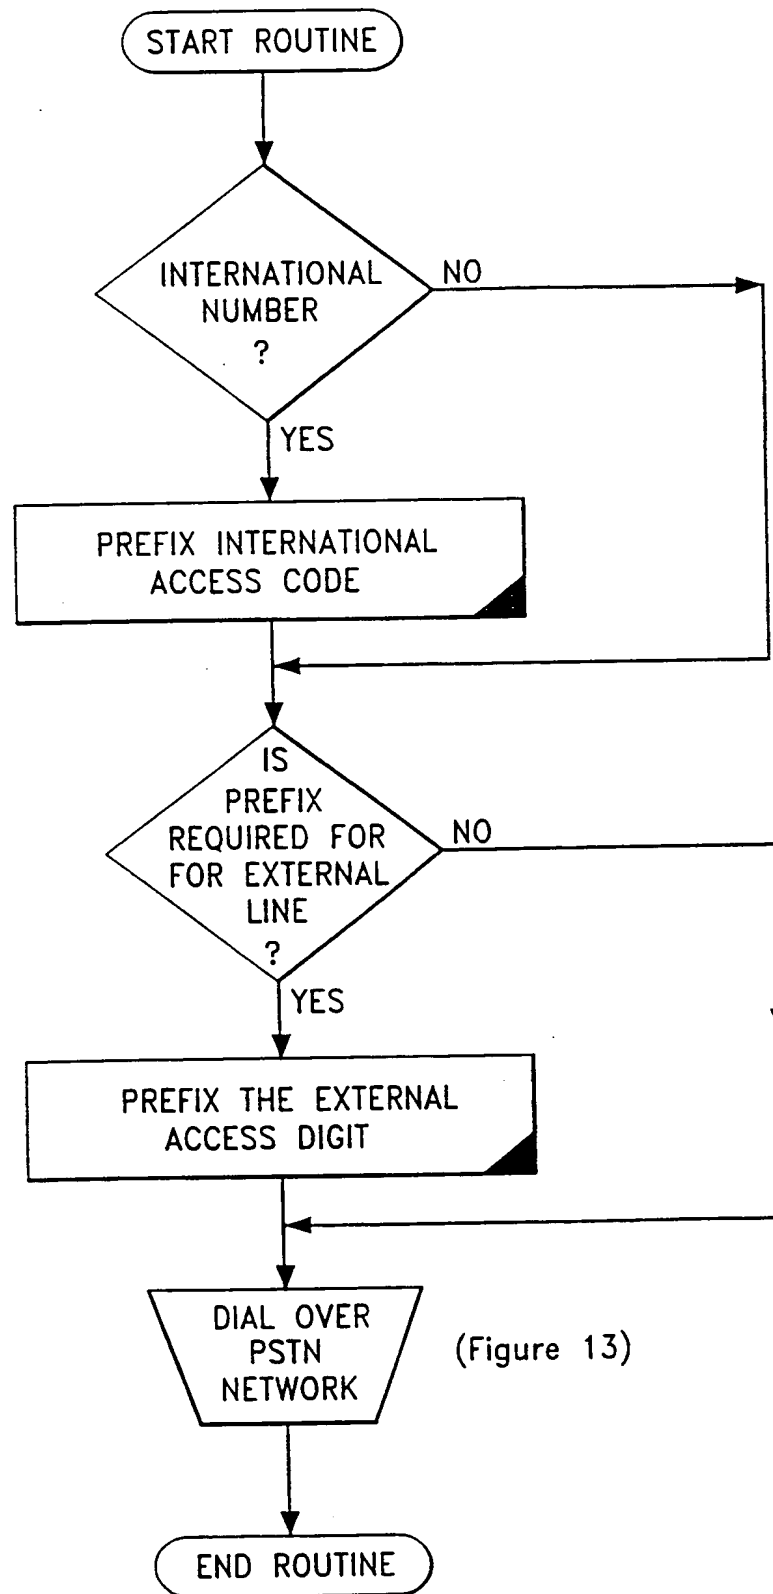 START ROUTINE
INTERNATIONAL
NUMBER
?
NO
YES
PREFIX INTERNATIONAL
ACCESS CODE
IS
PREFIX
REQUIRED FOR
FOR EXTERNAL
LINE
?
NO
YES
PREFIX THE EXTERNAL
ACCESS DIGIT
DIAL OVER
PSTN
NETWORK
(Figure 13)
END ROUTINE